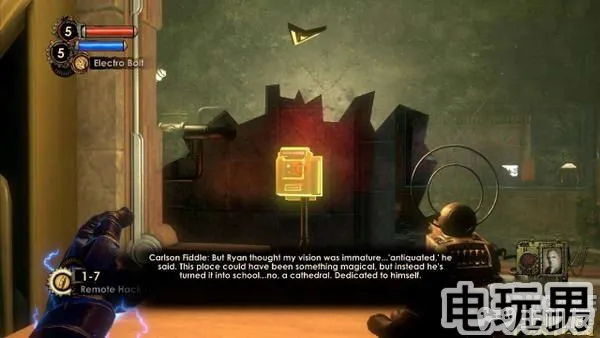 5
5
Electro Bolt
Carlson Fiddle: But Ryan thought my vision was immature...'antiquated,' he
said. This place could have been something magical, but instead he's
turned it into school...no, a cathedral. Dedicated to himself.
1-7
Remote Hack
电玩男